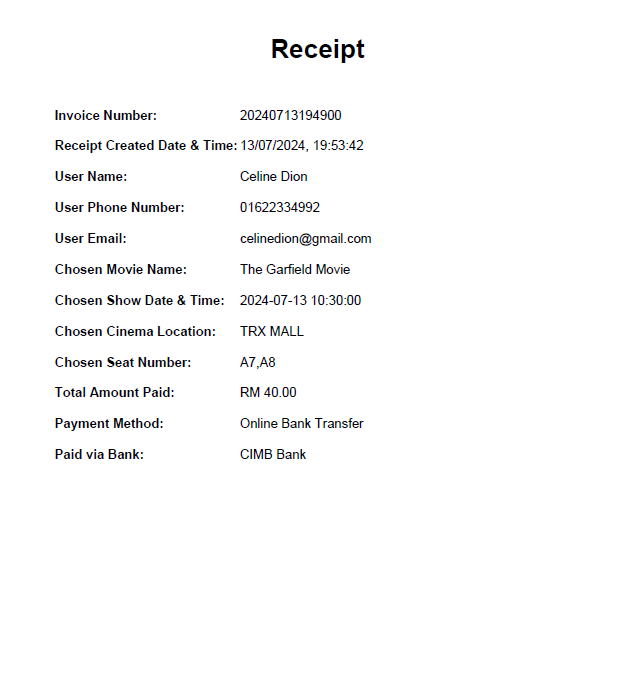 Receipt
Invoice Number: 20240713194900
Receipt Created Date & Time: 13/07/2024, 19:53:42
User Name: Celine Dion
User Phone Number: 01622334992
User Email: celinedion@gmail.com
Chosen Movie Name: The Garfield Movie
Chosen Show Date & Time: 2024-07-13 10:30:00
Chosen Cinema Location: TRX MALL
Chosen Seat Number: A7,A8
Total Amount Paid: RM 40.00
Payment Method: Online Bank Transfer
Paid via Bank: CIMB Bank